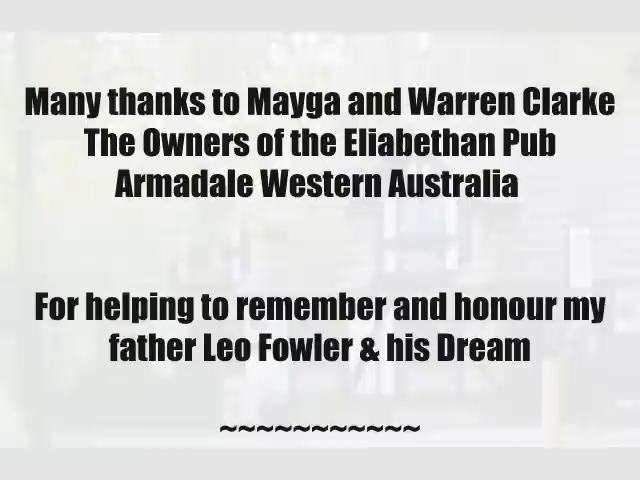 Many thanks to Mayga and Warren Clarke
The Owners of the Eliabethan Pub
Armadale Western Australia
For helping to remember and honour my
father Leo Fowler & his Dream
~~~~~~~~~~~